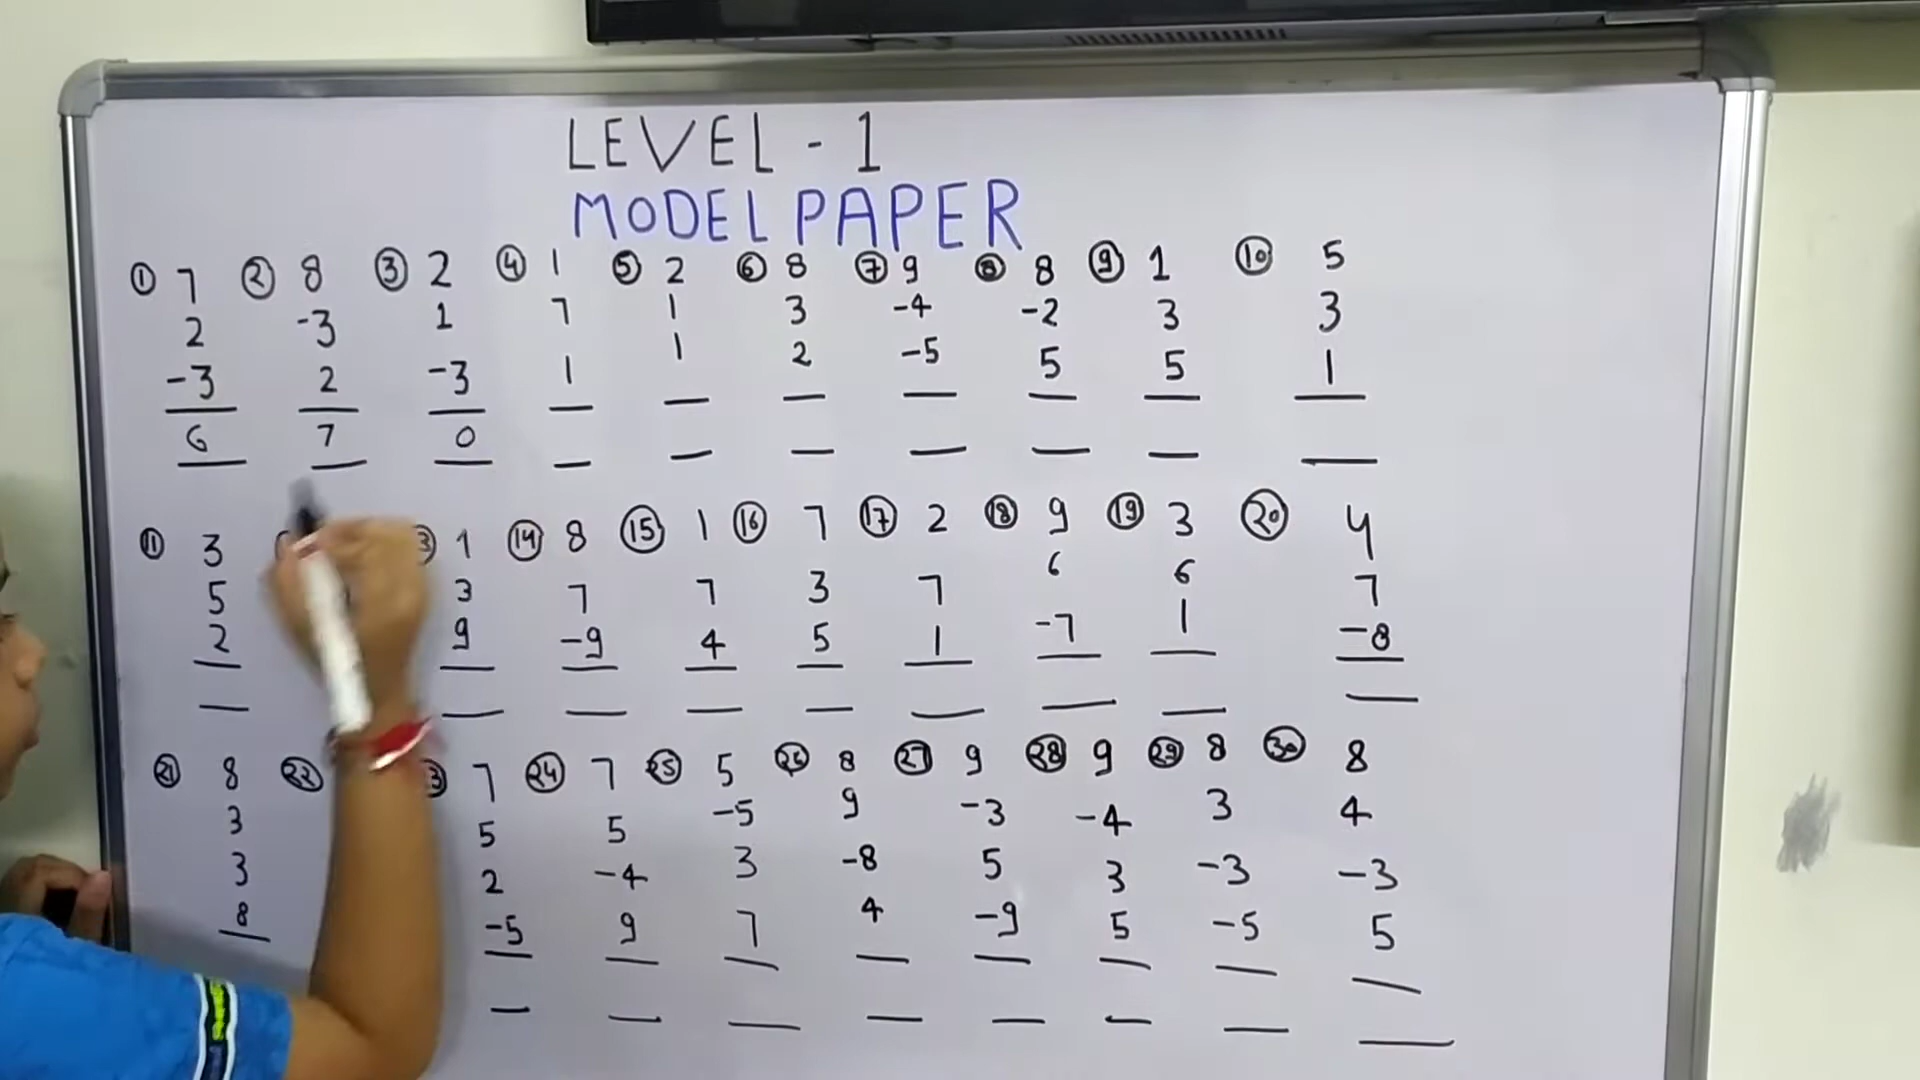 LEVEL - 1
MODEL PAPER
① 7 ② 8 ③ 2 ④ 1 ⑤ 2 ⑥ 8 ⑦ 9 ⑧ 8 ⑨ 1 ⑩ 5
2 -3 1 7 1 3 -4 -2 3 3
-3 2 -3 1 1 2 -5 5 5 1
6 7 0
⑪ 3 1 ⑭ 8 ⑮ 1 ⑯ 7 ⑰ 2 ⑱ 9 ⑲ 3 ⑳ 4
5 3 7 7 3 7 6 6 7
2 9 -9 4 5 1 -7 1 -8
㉑ 8 ㉒ 7 ㉔ 7 ㉕ 5 ㉖ 8 ㉗ 9 ㉘ 9 ㉙ 8 ㉚ 8
3 5 5 -5 9 -3 -4 3 4
3 2 -4 3 -8 5 3 -3 -3
8 -5 9 7 4 -9 5 -5 5